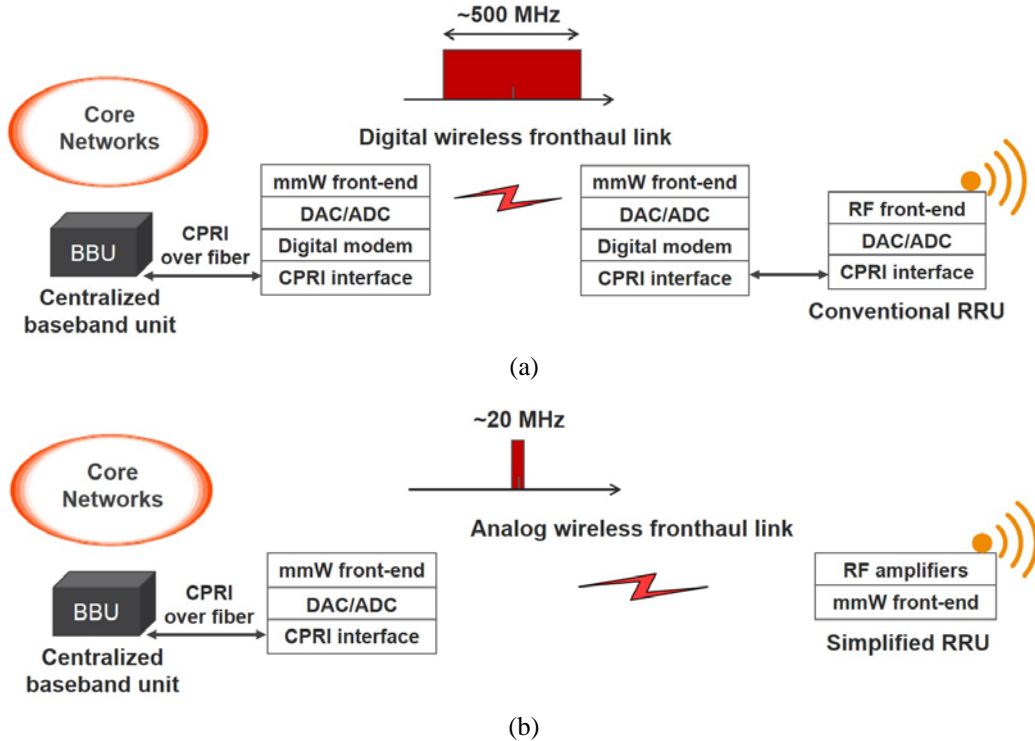 ~500 MHz
Core
Networks
Digital wireless fronthaul link
mmW front-end
DAC/ADC
Digital modem
CPRI interface
mmW front-end
DAC/ADC
Digital modem
CPRI interface
RF front-end
DAC/ADC
CPRI interface
BBU
CPRI
over fiber
Centralized
baseband unit
Conventional RRU
(a)
~20 MHz
Core
Networks
Analog wireless fronthaul link
mmW front-end
DAC/ADC
CPRI interface
RF amplifiers
mmW front-end
BBU
CPRI
over fiber
Centralized
baseband unit
Simplified RRU
(b)